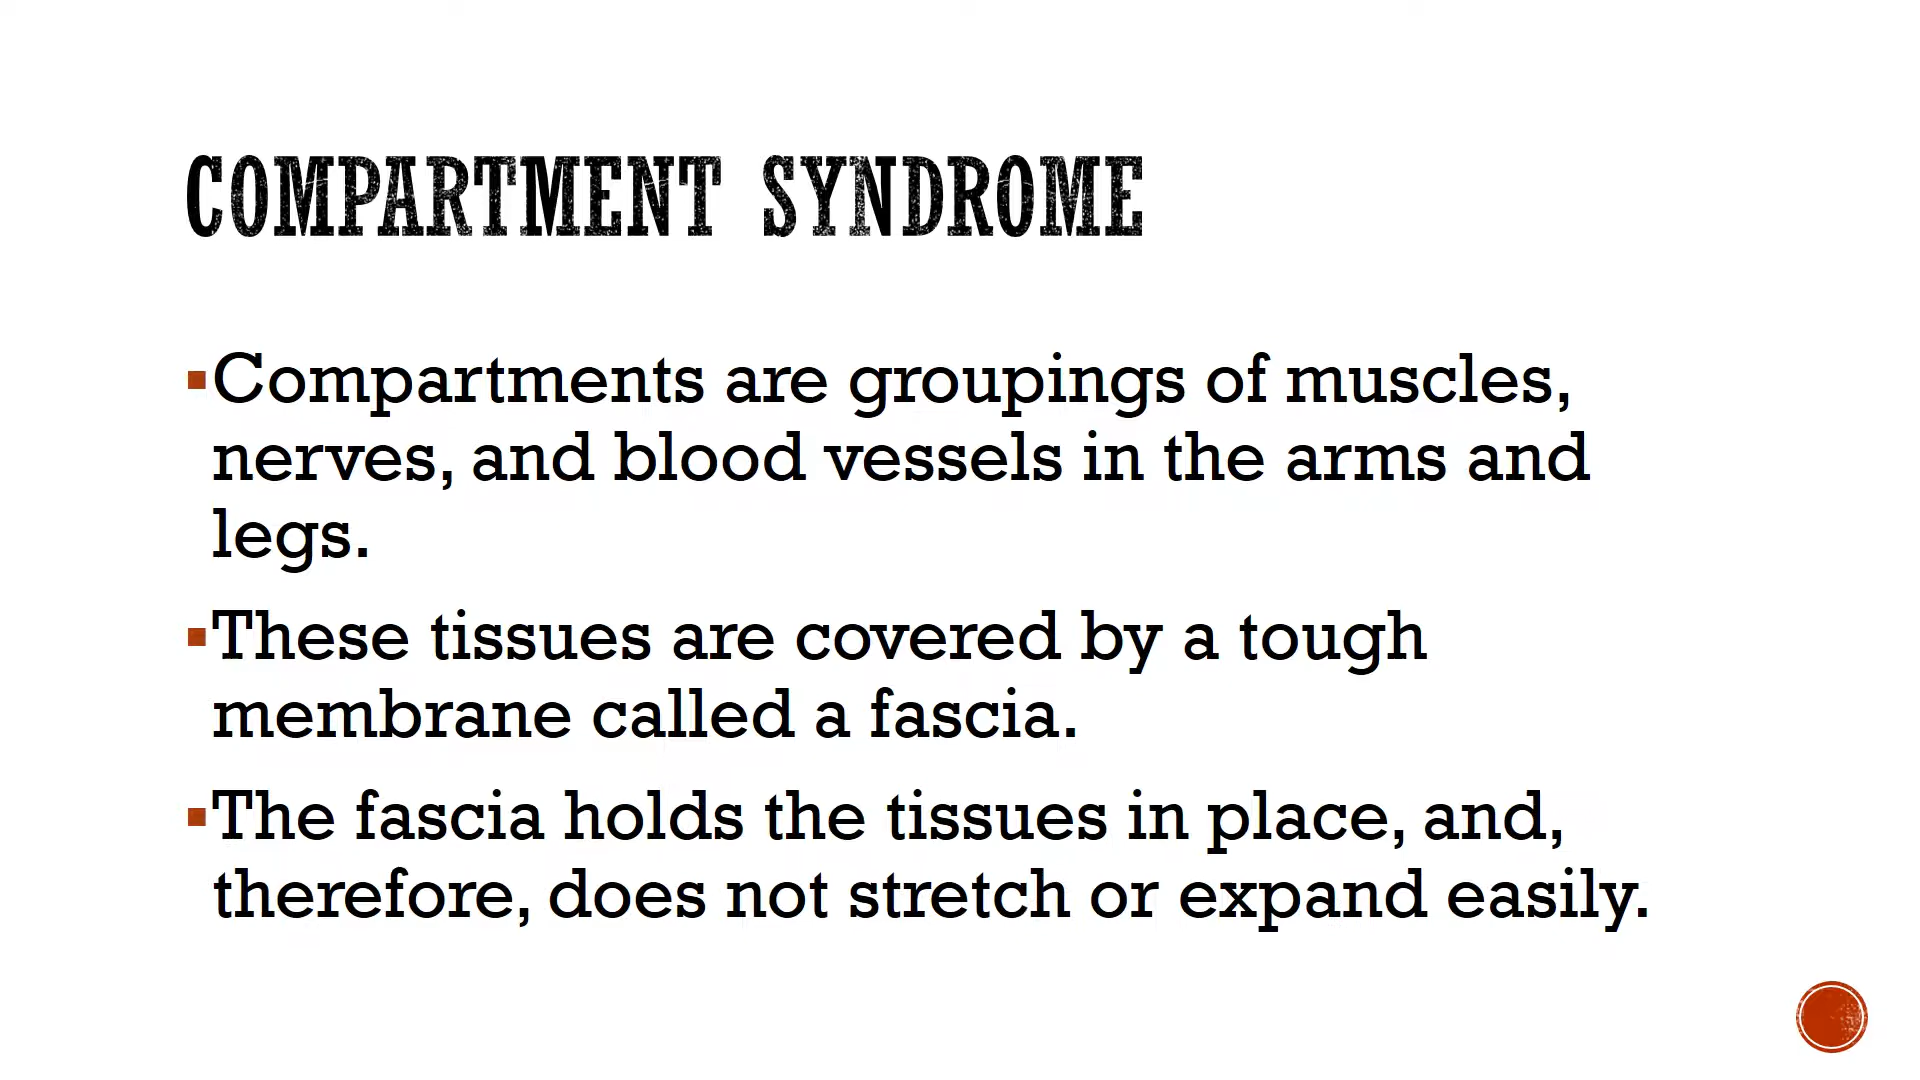 COMPARTMENT SYNDROME
▪Compartments are groupings of muscles,
nerves, and blood vessels in the arms and
legs.
▪These tissues are covered by a tough
membrane called a fascia.
▪The fascia holds the tissues in place, and,
therefore, does not stretch or expand easily.